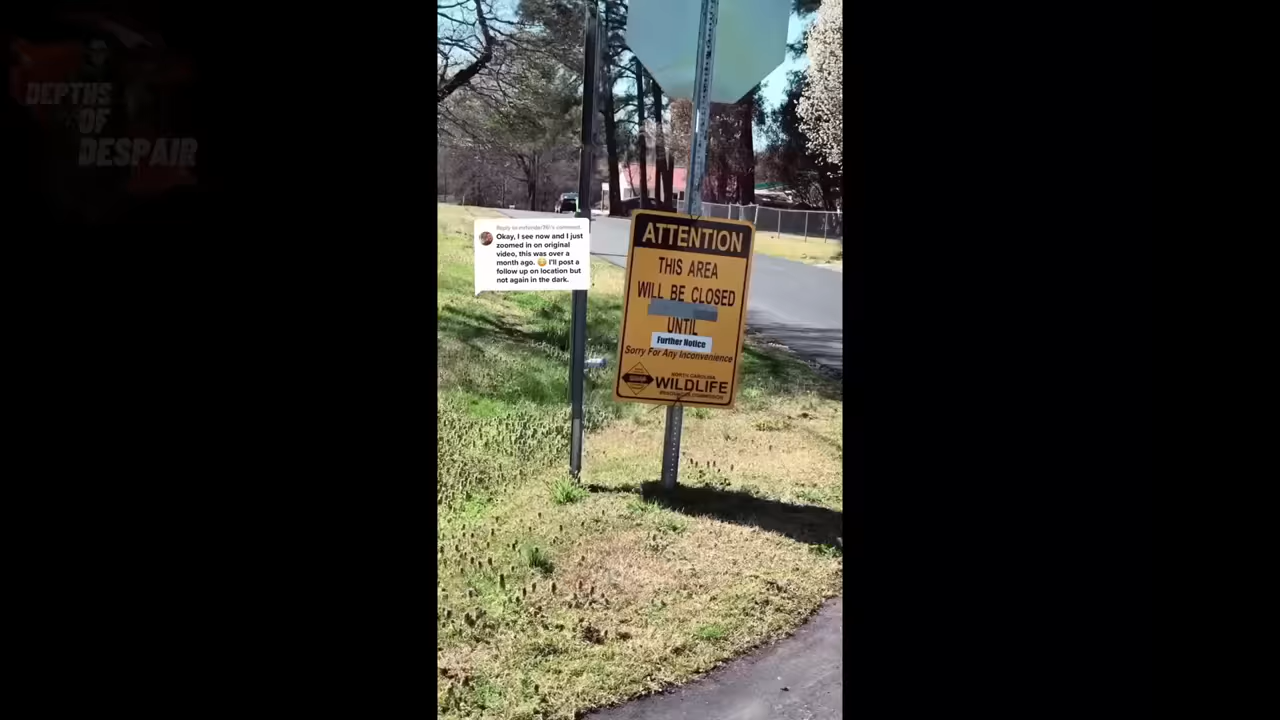 DEPTHS
OF
DESPAIR
Okay, I see now and I just
zoomed in on original
video, this was over a
month ago. 😳 I'll post a
follow up on location but
not again in the dark.
ATTENTION
THIS AREA
WILL BE CLOSED
UNTIL
Further Notice
Sorry For Any Inconvenience
NORTH CAROLINA
WILDLIFE